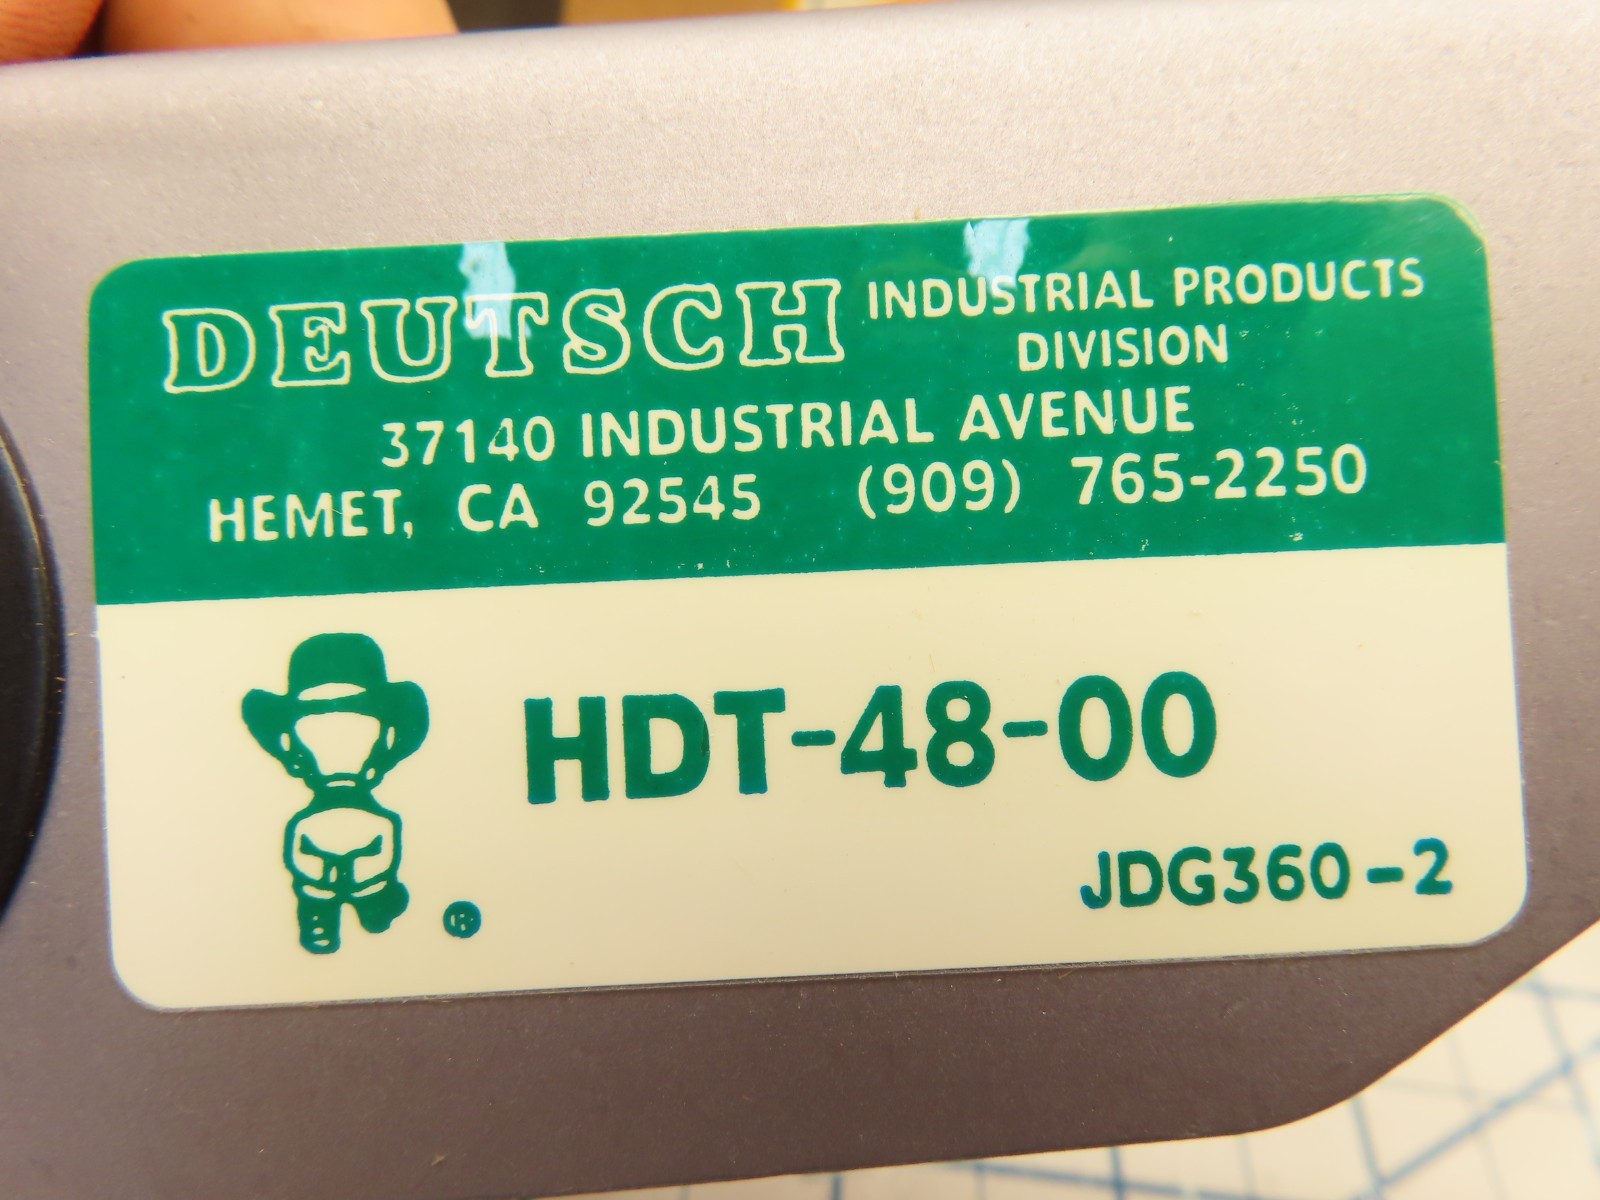 DEUTSCH INDUSTRIAL PRODUCTS
DIVISION
37140 INDUSTRIAL AVENUE
HEMET, CA 92545 (909) 765-2250
HDT-48-00
®
JDG360-2